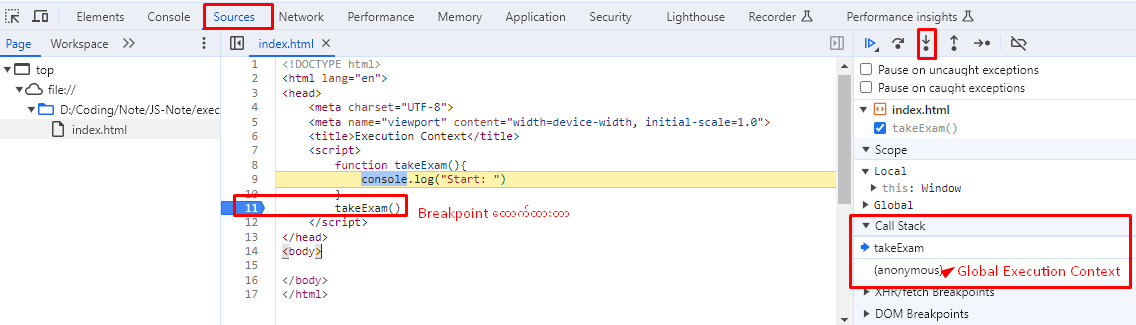 Elements Console Sources Network Performance Memory Application Security Lighthouse Recorder Performance insights
Page Workspace
index.html
top
file://
D:/Coding/Note/JS-Note/exec
index.html
1 <!DOCTYPE html>
2 <html lang="en">
3 <head>
4 <meta charset="UTF-8">
5 <meta name="viewport" content="width=device-width, initial-scale=1.0">
6 <title>Execution Context</title>
7 <script>
8 function takeExam(){
9 console.log("Start: ")
10 }
11 takeExam()
Breakpoint ထောက်ထားတာ
12 </script>
13 </head>
14 <body>
15
16 </body>
17 </html>
Pause on uncaught exceptions
Pause on caught exceptions
index.html
takeExam()
Scope
Local
this: Window
Global
Call Stack
takeExam
(anonymous) Global Execution Context
XHR/fetch Breakpoints
DOM Breakpoints